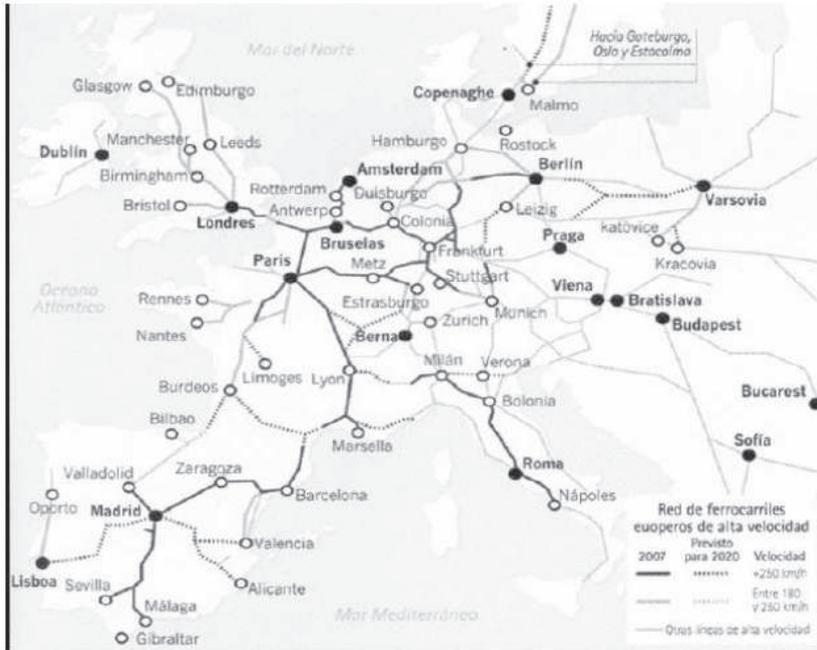 Mar del Norte
Hacia Goteburgo,
Oslo y Estocolmo
Glasgow
Edimburgo
Copenaghe
Malmo
Hamburgo
Rostock
Dublín
Manchester
Leeds
Amsterdam
Berlín
Birmingham
Rotterdam
Duisburgo
Bristol
Londres
Antwerp
Colonia
Leizig
Varsovia
Bruselas
Frankfurt
Praga
katovice
Kracovia
Paris
Metz
Stuttgart
Oceano
Atlántico
Rennes
Estrasburgo
Munich
Viena
Bratislava
Nantes
Berna
Zurich
Budapest
Limoges
Lyon
Milán
Verona
Burdeos
Bolonia
Bucarest
Bilbao
Marsella
Sofía
Valladolid
Zaragoza
Roma
Oporto
Madrid
Barcelona
Nápoles
Valencia
Lisboa
Sevilla
Alicante
Málaga
Mar Mediterráneo
Gibraltar
Red de ferrocarriles
euoperos de alta velocidad
Previsto
2007 para 2020 Velocidad
+250 km/h
Entre 180
y 250 km/h
Otras líneas de alta velocidad